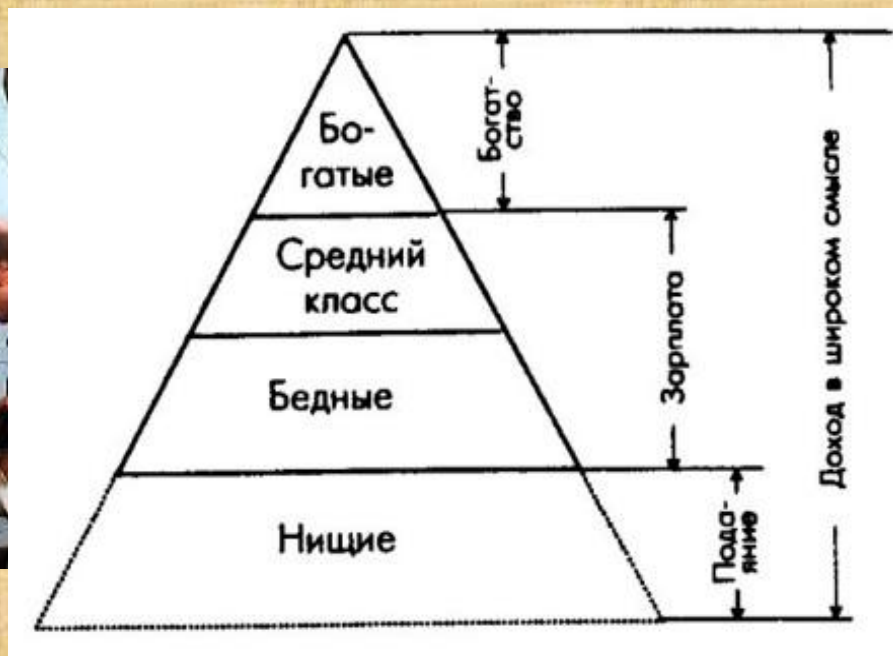 Бо-
гатые
Средний
класс
Бедные
Нищие
Богат-
ство
Зарплата
Пода-
яние
Доход в широком смысле